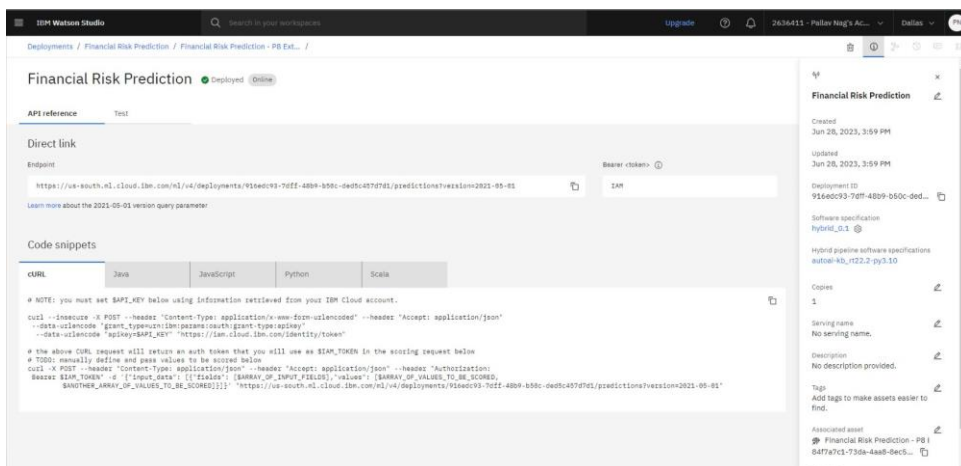 IBM Watson Studio
Search in your workspaces
Upgrade
2636411 - Pallav Nag's Ac...
Dallas
Deployments / Financial Risk Prediction / Financial Risk Prediction - P8 Ext... /
Financial Risk Prediction
Deployed
Online
API reference
Test
Direct link
Endpoint
Bearer <token>
https://us-south.ml.cloud.ibm.com/ml/v4/deployments/916edc93-7dff-48b9-b50c-ded5c457d7d1/predictions?version=2021-05-01
IAM
Learn more about the 2021-05-01 version query parameter
Code snippets
cURL
Java
JavaScript
Python
Scala
# NOTE: you must set $API_KEY below using information retrieved from your IBM Cloud account.
curl --insecure -X POST --header "Content-Type: application/x-www-form-urlencoded" --header "Accept: application/json"
--data-urlencode "grant_type=urn:ibm:params:oauth:grant-type:apikey"
--data-urlencode "apikey=$API_KEY" "https://iam.cloud.ibm.com/identity/token"
# the above CURL request will return an auth token that you will use as $IAM_TOKEN in the scoring request below
# TODO: manually define and pass values to be scored below
curl -X POST --header "Content-Type: application/json" --header "Accept: application/json" --header "Authorization:
Bearer $IAM_TOKEN" -d '{"input_data": [{"fields": [$ARRAY_OF_INPUT_FIELDS],"values": [$ARRAY_OF_VALUES_TO_BE_SCORED,
$ANOTHER_ARRAY_OF_VALUES_TO_BE_SCORED]}]}' "https://us-south.ml.cloud.ibm.com/ml/v4/deployments/916edc93-7dff-48b9-b50c-ded5c457d7d1/predictions?version=2021-05-01"
Financial Risk Prediction
Created
Jun 28, 2023, 3:59 PM
Updated
Jun 28, 2023, 3:59 PM
Deployment ID
916edc93-7dff-48b9-b50c-ded...
Software specification
hybrid_0.1
Hybrid pipeline software specifications
autoai-kb_rt22.2-py3.10
Copies
1
Serving name
No serving name.
Description
No description provided.
Tags
Add tags to make assets easier to
find.
Associated asset
Financial Risk Prediction - P8
84f7a7c1-73da-4aa8-8ec5...